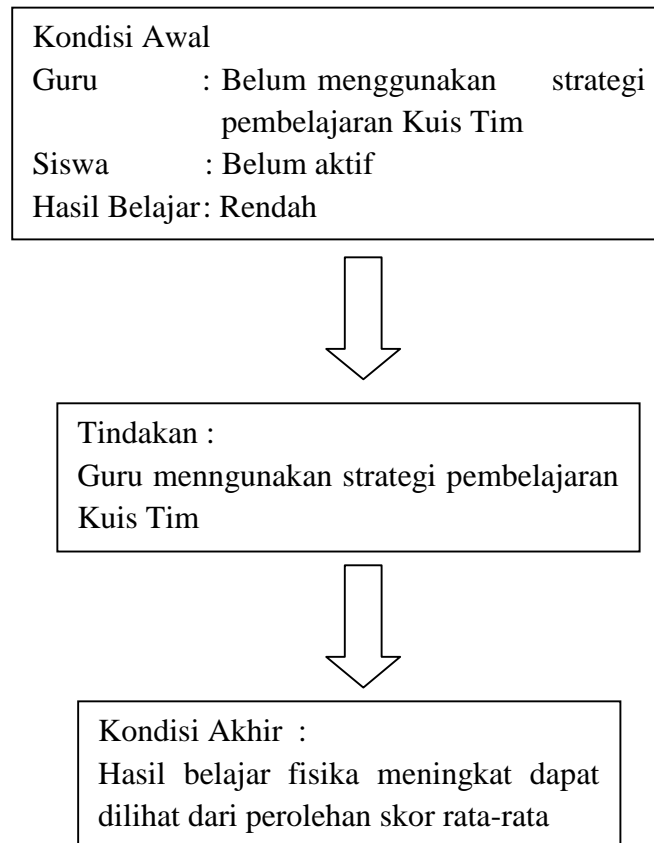 Kondisi Awal
Guru : Belum menggunakan strategi
pembelajaran Kuis Tim
Siswa : Belum aktif
Hasil Belajar: Rendah
Tindakan :
Guru menngunakan strategi pembelajaran
Kuis Tim
Kondisi Akhir :
Hasil belajar fisika meningkat dapat
dilihat dari perolehan skor rata-rata